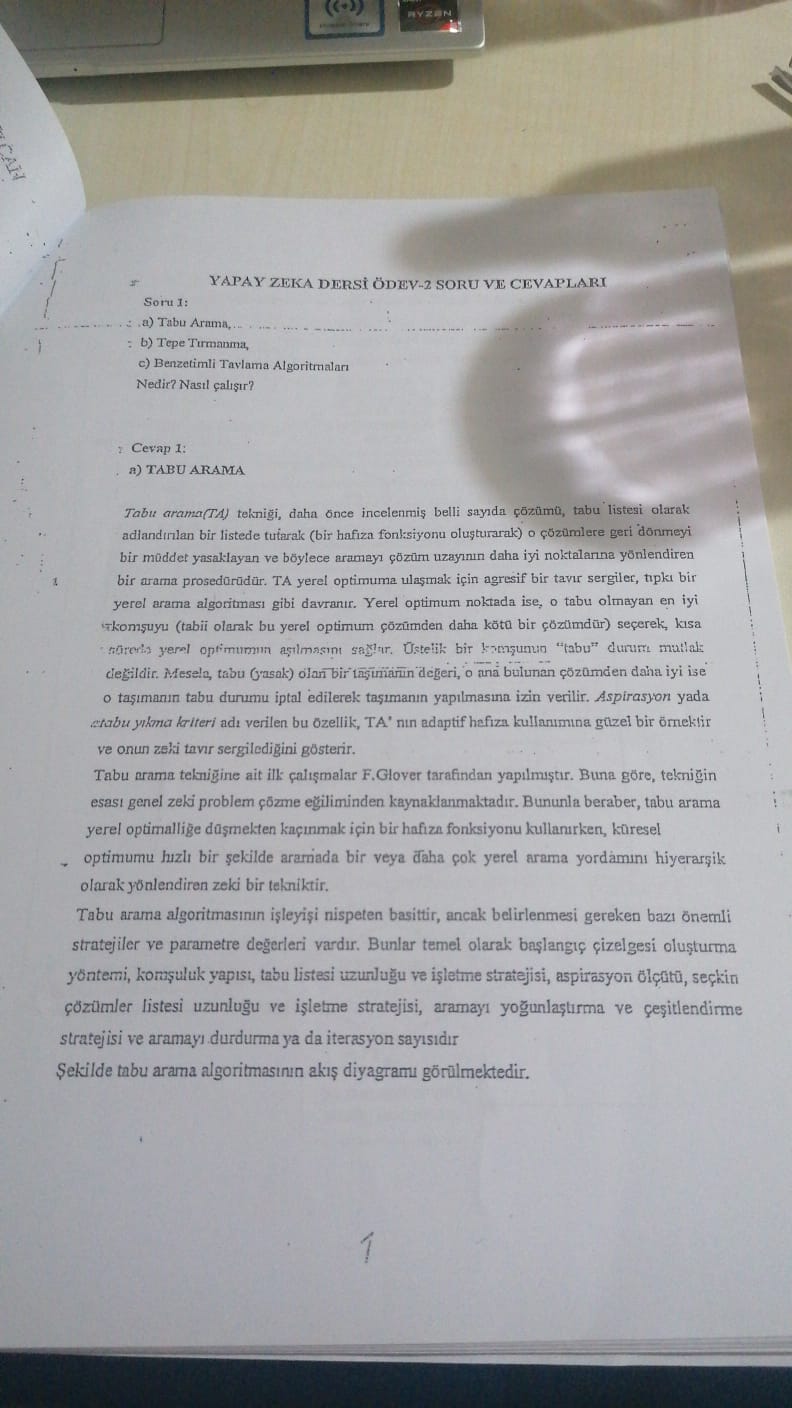 RYZEN
YAPAY ZEKA DERSİ ÖDEV-2 SORU VE CEVAPLARI
Soru 1:
a) Tabu Arama,
b) Tepe Tırmanma,
c) Benzetimli Tavlama Algoritmaları
Nedir? Nasıl çalışır?
Cevap 1:
a) TABU ARAMA
Tabu arama(TA) tekniği, daha önce incelenmiş belli sayıda çözümü, tabu listesi olarak
adlandırılan bir listede tutarak (bir hafıza fonksiyonu oluşturarak) o çözümlere geri dönmeyi
bir müddet yasaklayan ve böylece aramayı çözüm uzayının daha iyi noktalarına yönlendiren
bir arama prosedürüdür. TA yerel optimuma ulaşmak için agresif bir tavır sergiler, tıpkı bir
yerel arama algoritması gibi davranır. Yerel optimum noktada ise, o tabu olmayan en iyi
komşuyu (tabii olarak bu yerel optimum çözümden daha kötü bir çözümdür) seçerek, kısa
sürede yerel optimumun aşılmasını sağlar. Üstelik bir komşunun "tabu" durumu mutlak
değildir. Mesela, tabu (yasak) olan bir taşımanın değeri, o ana bulunan çözümden daha iyi ise
o taşımanın tabu durumu iptal edilerek taşımanın yapılmasına izin verilir. Aspirasyon yada
tabu yıkma kriteri adı verilen bu özellik, TA' nın adaptif hafıza kullanımına güzel bir örnektir
ve onun zeki tavır sergilediğini gösterir.
Tabu arama tekniğine ait ilk çalışmalar F.Glover tarafından yapılmıştır. Buna göre, tekniğin
esası genel zeki problem çözme eğiliminden kaynaklanmaktadır. Bununla beraber, tabu arama
yerel optimalliğe düşmekten kaçınmak için bir hafıza fonksiyonu kullanırken, küresel
optimumu hızlı bir şekilde aramada bir veya daha çok yerel arama yordamını hiyerarşik
olarak yönlendiren zeki bir tekniktir.
Tabu arama algoritmasının işleyişi nispeten basittir, ancak belirlenmesi gereken bazı önemli
stratejiler ve parametre değerleri vardır. Bunlar temel olarak başlangıç çizelgesi oluşturma
yöntemi, komşuluk yapısı, tabu listesi uzunluğu ve işletme stratejisi, aspirasyon ölçütü, seçkin
çözümler listesi uzunluğu ve işletme stratejisi, aramayı yoğunlaştırma ve çeşitlendirme
stratejisi ve aramayı durdurma ya da iterasyon sayısıdır
Şekilde tabu arama algoritmasının akış diyagramı görülmektedir.
1